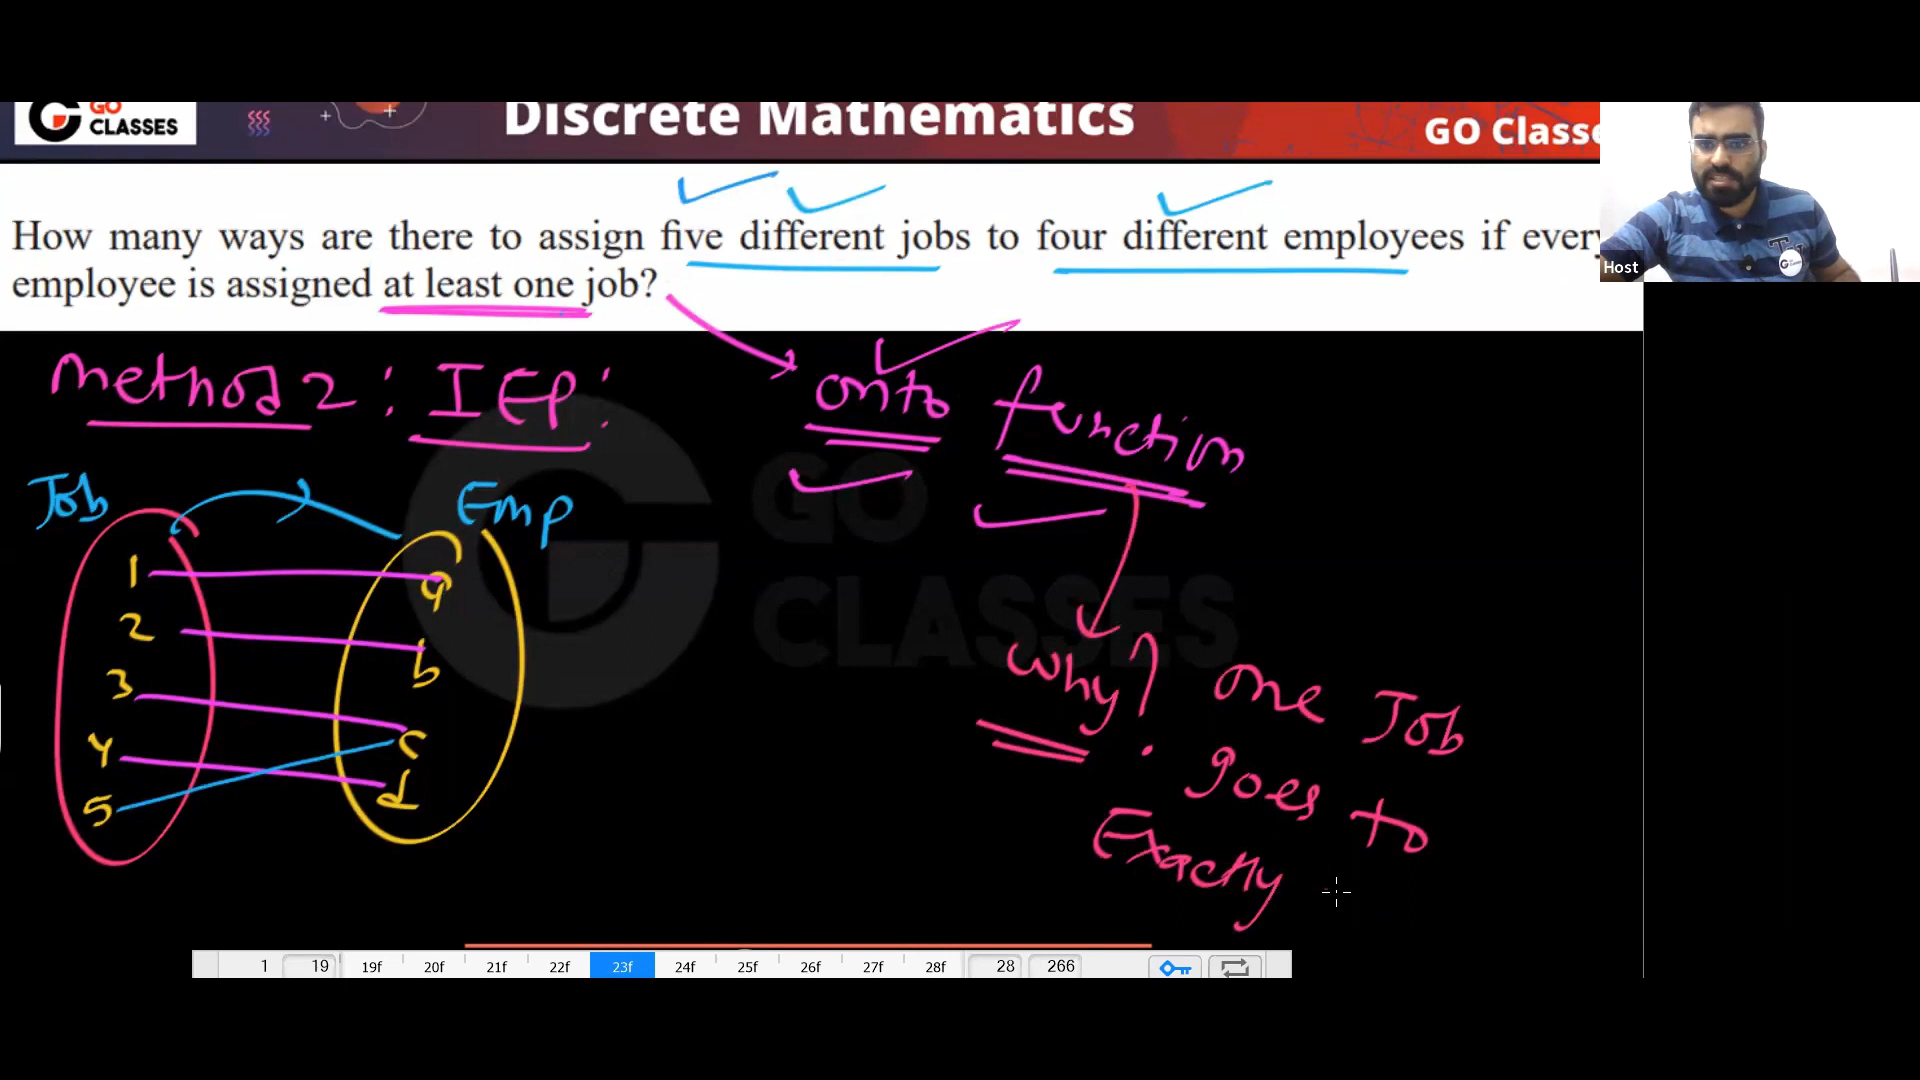 GO
CLASSES
Discrete Mathematics
GO Classe
Host
How many ways are there to assign five different jobs to four different employees if every
employee is assigned at least one job?
Method 2 : IEP :
onto function
Job
Emp
1
2
3
4
5
a
b
c
d
GO
CLASSES
Why? one Job
goes to
Exactly
1 19 19f 20f 21f 22f 23f 24f 25f 26f 27f 28f 28 266